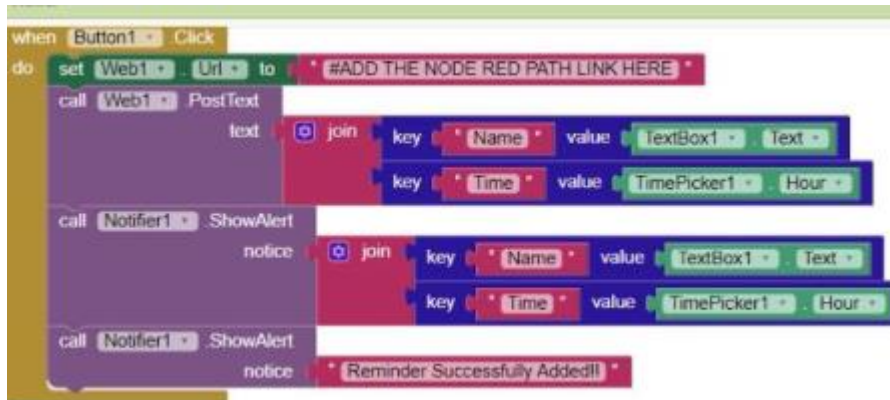 when Button1 Click
do set Web1 . Url to " #ADD THE NODE RED PATH LINK HERE "
call Web1 .PostText
text join key " Name " value TextBox1 . Text
key " Time " value TimePicker1 . Hour
call Notifier1 .ShowAlert
notice join key " Name " value TextBox1 . Text
key " Time " value TimePicker1 . Hour
call Notifier1 .ShowAlert
notice " Reminder Successfully Added!! "